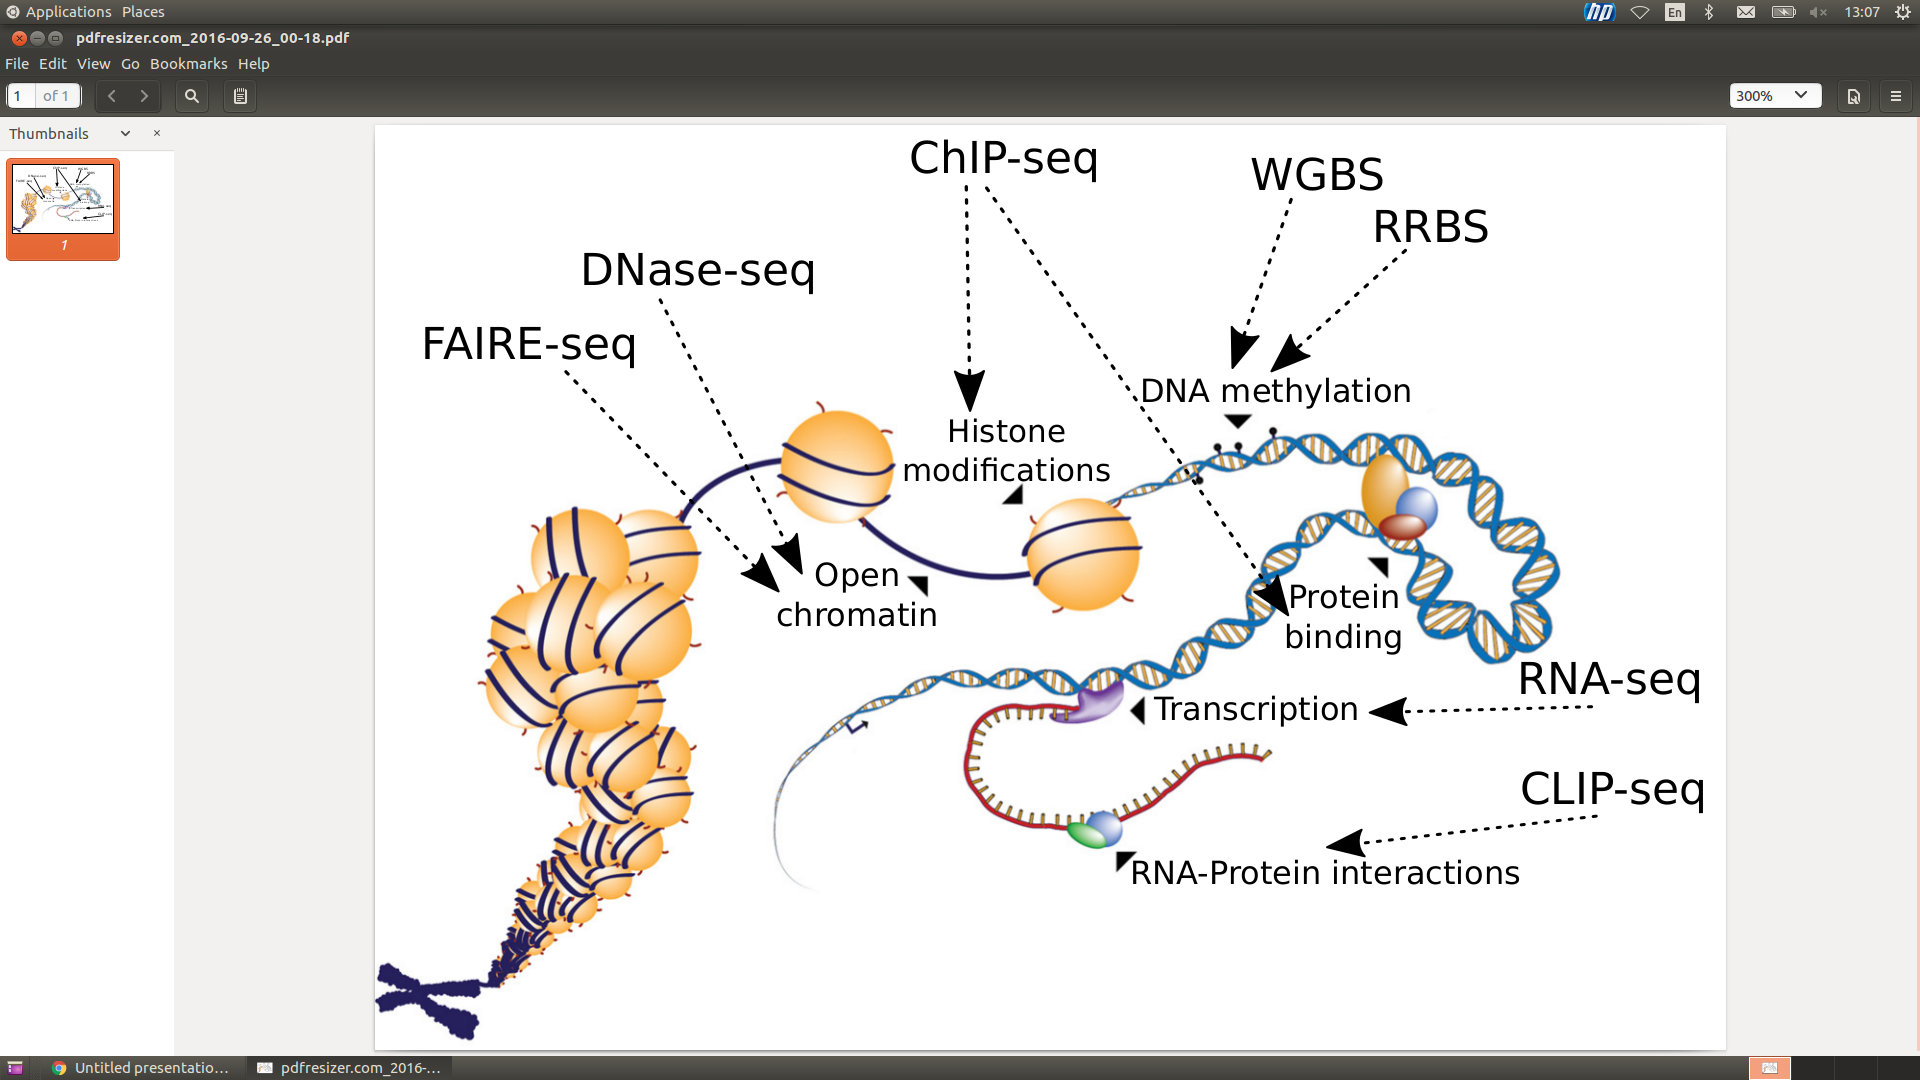 Applications Places
hp
En
13:07
pdfresizer.com_2016-09-26_00-18.pdf
File Edit View Go Bookmarks Help
1 of 1
300%
Thumbnails
1
ChIP-seq
WGBS
RRBS
DNase-seq
FAIRE-seq
DNA methylation
Histone
modifications
Open
chromatin
Protein
binding
RNA-seq
Transcription
CLIP-seq
RNA-Protein interactions
Untitled presentatio...
pdfresizer.com_2016-...